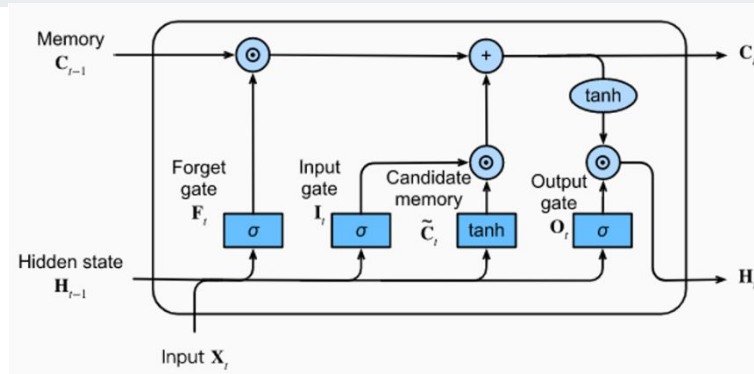 Memory
C_{t-1}
⊙
+
C_t
tanh
Forget
gate
F_t
Input
gate
I_t
⊙
Candidate
memory
C̃_t
Output
gate
O_t
⊙
σ
σ
tanh
σ
Hidden state
H_{t-1}
H_t
Input X_t